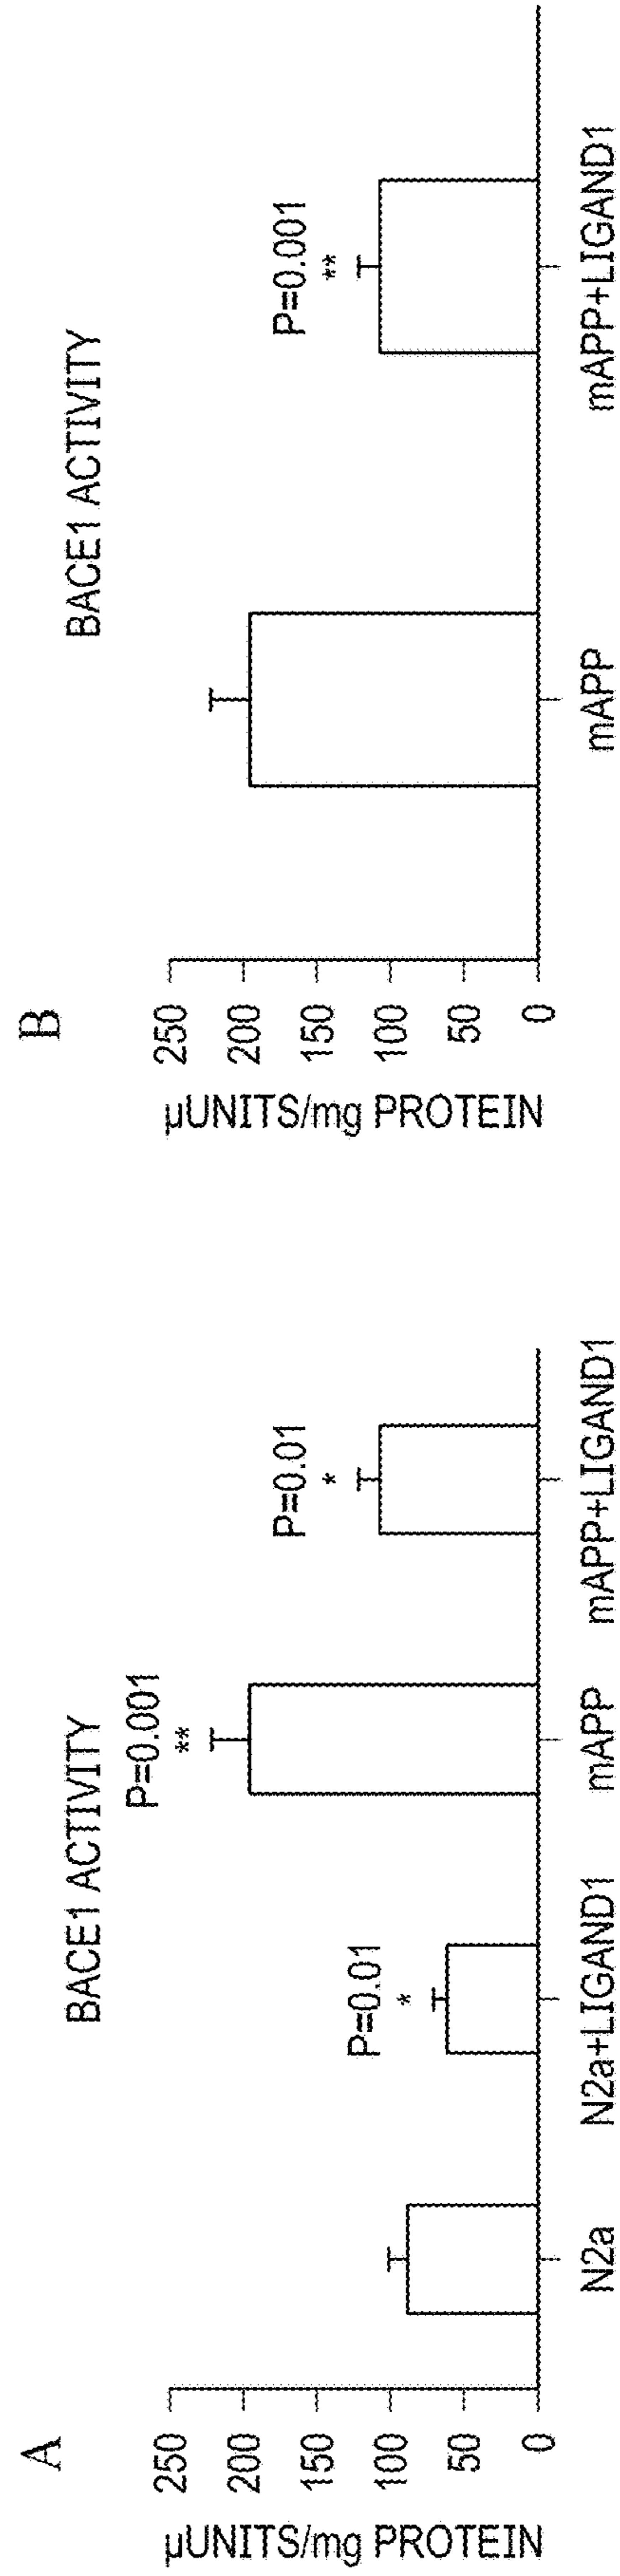 A
BACE1 ACTIVITY
µUNITS/mg PROTEIN
250
200
150
100
50
0
P=0.01
*
P=0.001
**
P=0.01
*
N2a
N2a+LIGAND1
mAPP
mAPP+LIGAND1
B
BACE1 ACTIVITY
µUNITS/mg PROTEIN
250
200
150
100
50
0
P=0.001
**
mAPP
mAPP+LIGAND1